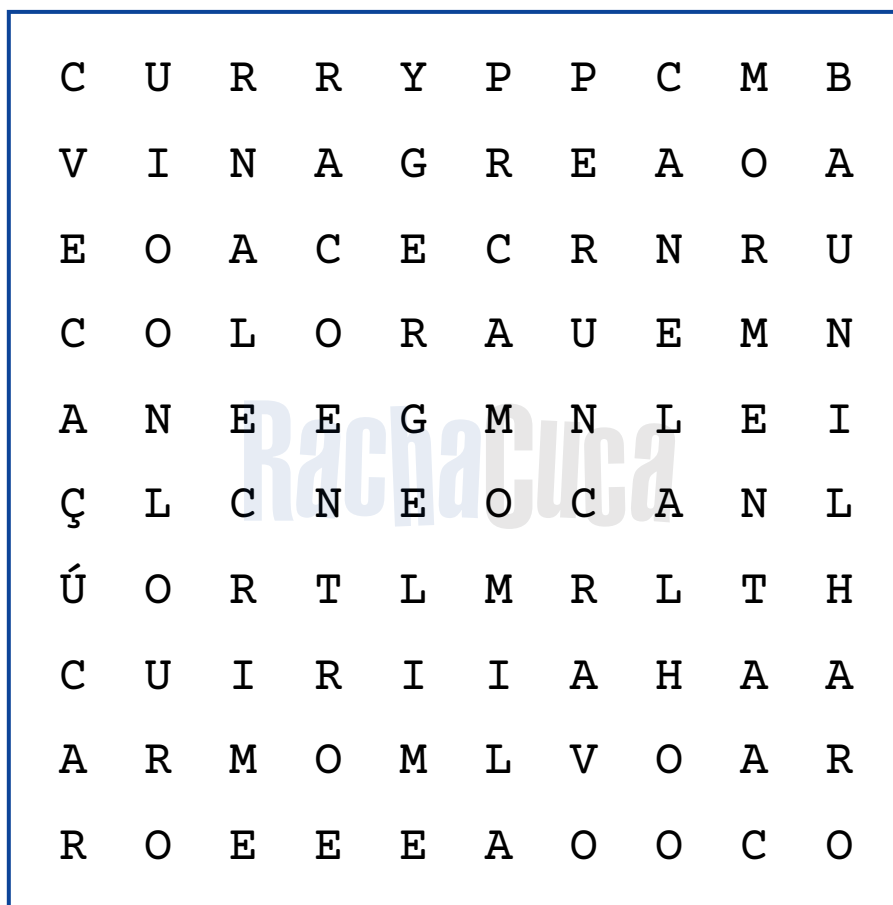 C U R R Y P P C M B
V I N A G R E A O A
E O A C E C R N R U
C O L O R A U E M N
A N E E G M N L E I
Ç L C N E O C A N L
Ú O R T L M R L T H
C U I R I I A H A A
A R M O M L V O A R
R O E E E A O O C O
RachaCuca